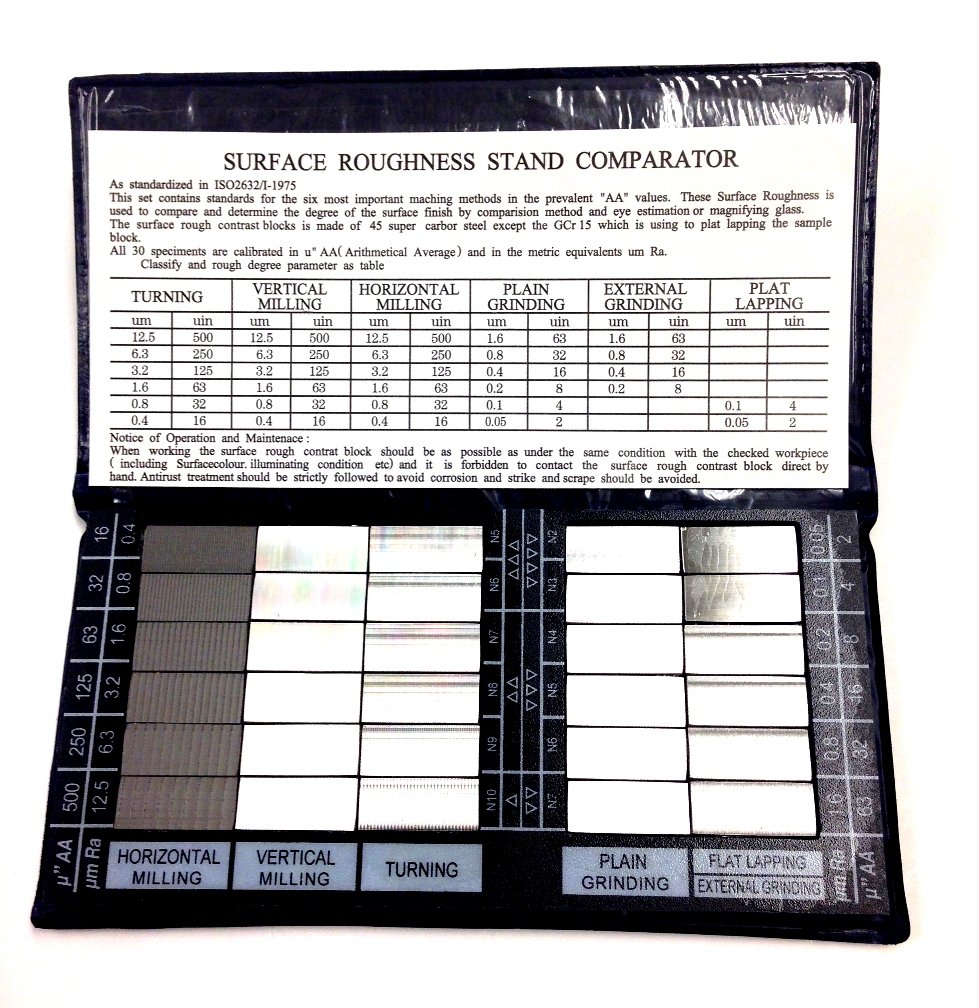 SURFACE ROUGHNESS STAND COMPARATOR
As standardized in ISO2632/I-1975
This set contains standards for the six most important maching methods in the prevalent "AA" values. These Surface Roughness is
used to compare and determine the degree of the surface finish by comparision method and eye estimation or magnifying glass.
The surface rough contrast blocks is made of 45 super carbor steel except the GCr15 which is using to plat lapping the sample
block.
All 30 speciments are calibrated in u" AA( Arithmetical Average ) and in the metric equivalents um Ra.
Classify and rough degree parameter as table
TURNING VERTICAL MILLING HORIZONTAL MILLING PLAIN GRINDING EXTERNAL GRINDING PLAT LAPPING
um uin um uin um uin um uin um uin um uin
12.5 500 12.5 500 12.5 500 1.6 63 1.6 63
6.3 250 6.3 250 6.3 250 0.8 32 0.8 32
3.2 125 3.2 125 3.2 125 0.4 16 0.4 16
1.6 63 1.6 63 1.6 63 0.2 8 0.2 8
0.8 32 0.8 32 0.8 32 0.1 4 0.1 4
0.4 16 0.4 16 0.4 16 0.05 2 0.05 2
Notice of Operation and Maintenace :
When working the surface rough contrat block should be as possible as under the same condition with the checked workpiece
( including Surfacecolour. illuminating condition etc) and it is forbidden to contact the surface rough contrast block direct by
hand. Antirust treatment should be strictly followed to avoid corrosion and strike and scrape should be avoided.
16 0.4 N5 N2 0.05 2
32 0.8 N6 N3 0.1 4
63 1.6 N7 N4 0.2 8
125 3.2 N8 N5 0.4 16
250 6.3 N9 N6 0.8 32
500 12.5 N10 N7 6 63
µ" AA µm Ra µm Ra µ" AA
HORIZONTAL MILLING VERTICAL MILLING TURNING PLAIN GRINDING FLAT LAPPING
EXTERNAL GRINDING